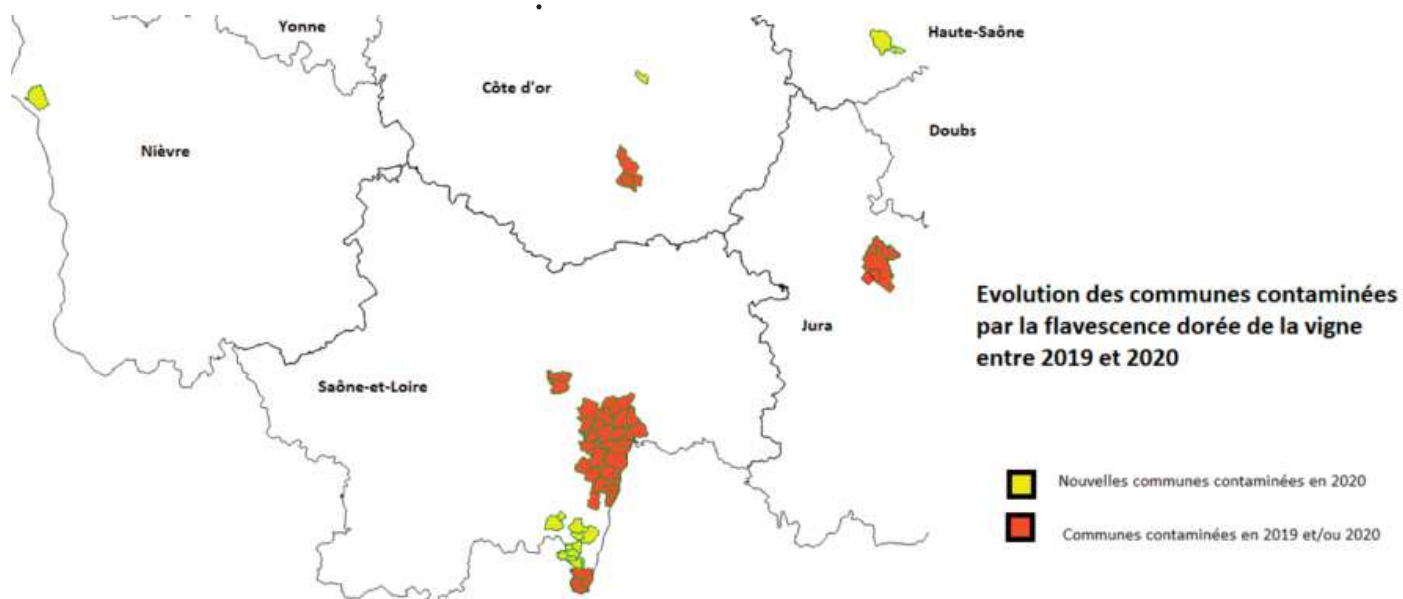 Yonne
Haute-Saône
Côte d'or
Doubs
Nièvre
Evolution des communes contaminées
par la flavescence dorée de la vigne
entre 2019 et 2020
Jura
Saône-et-Loire
Nouvelles communes contaminées en 2020
Communes contaminées en 2019 et/ou 2020